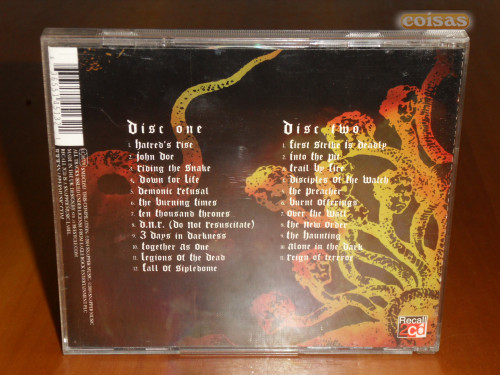 coisas
Disc one
1. Hatred's rise
2. John Doe
3. Riding the Snake
4. Down for Life
5. Demonic Refusal
6. the Burning times
7. ten thousand thrones
8. D.N.R. (Do Not Resuscitate)
9. 3 Days in Darkness
10. together As One
11. Legions of the Dead
12. Fall of Sipledome
Disc two
1. First Strike is Deadly
2. into the Pit
3. trail By Fire
4. Disciples Of the Watch
5. the Preacher
6. Burnt Offerings
7. Over the Wall
8. the New Order
9. the Haunting
10. Alone in the Dark
11. reign of terror
Recall
2cd